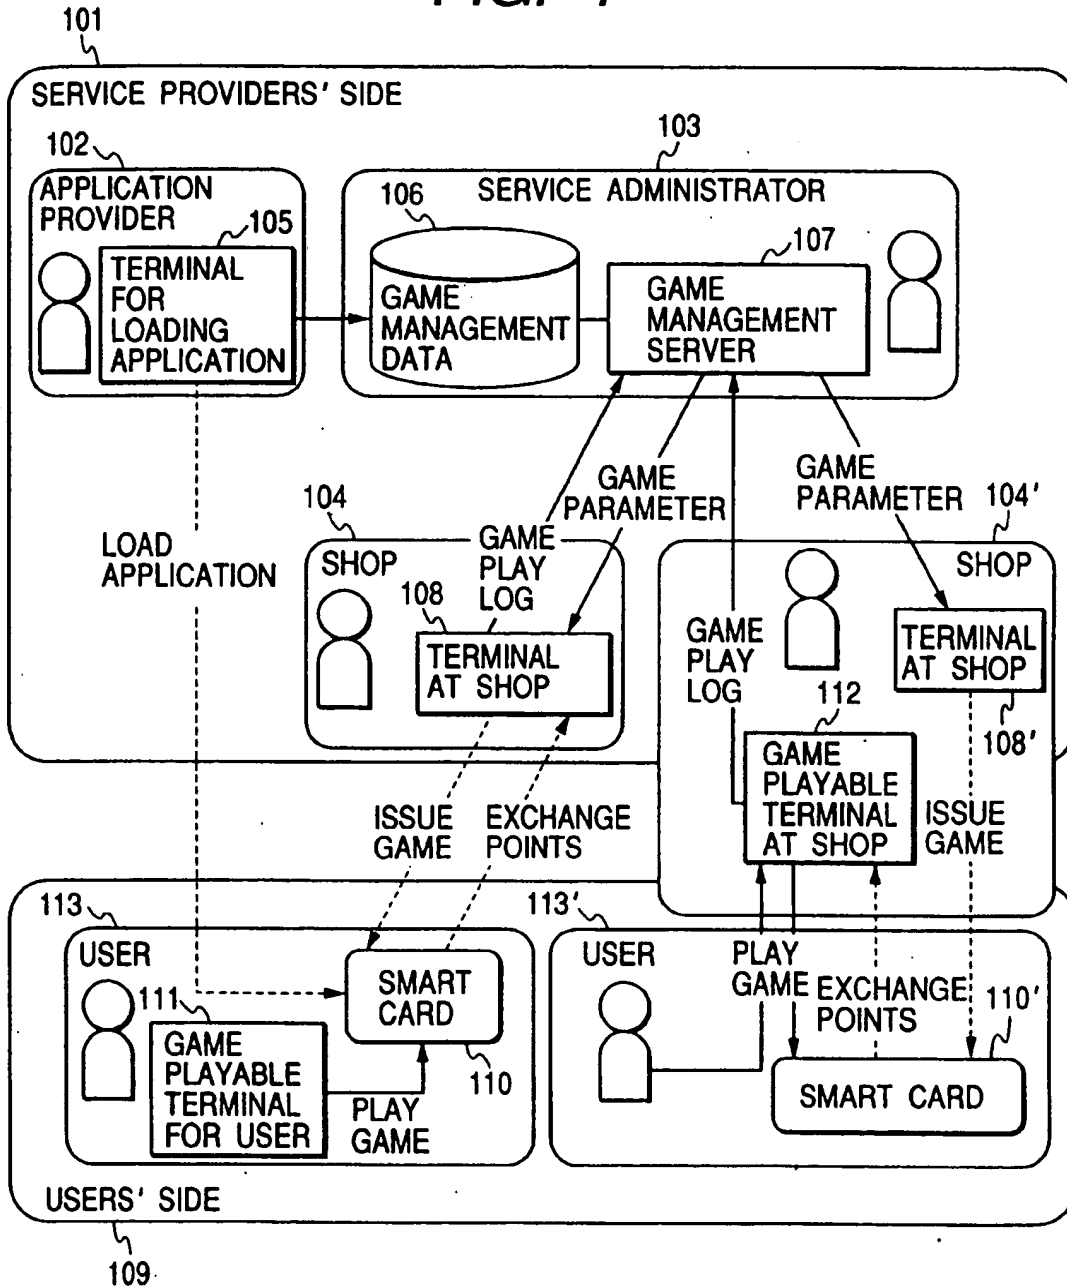 101
SERVICE PROVIDERS' SIDE
102
APPLICATION
PROVIDER
105
TERMINAL
FOR
LOADING
APPLICATION
103
SERVICE ADMINISTRATOR
106
GAME
MANAGEMENT
DATA
107
GAME
MANAGEMENT
SERVER
LOAD
APPLICATION
104
SHOP
108
TERMINAL
AT SHOP
GAME
PLAY
LOG
GAME
PARAMETER
GAME
PARAMETER
104'
SHOP
TERMINAL
AT SHOP
108'
GAME
PLAY
LOG
112
GAME
PLAYABLE
TERMINAL
AT SHOP
ISSUE
GAME
EXCHANGE
POINTS
ISSUE
GAME
113
USER
111
GAME
PLAYABLE
TERMINAL
FOR USER
PLAY
GAME
SMART
CARD
110
113'
USER
PLAY
GAME
EXCHANGE
POINTS
110'
SMART CARD
USERS' SIDE
109